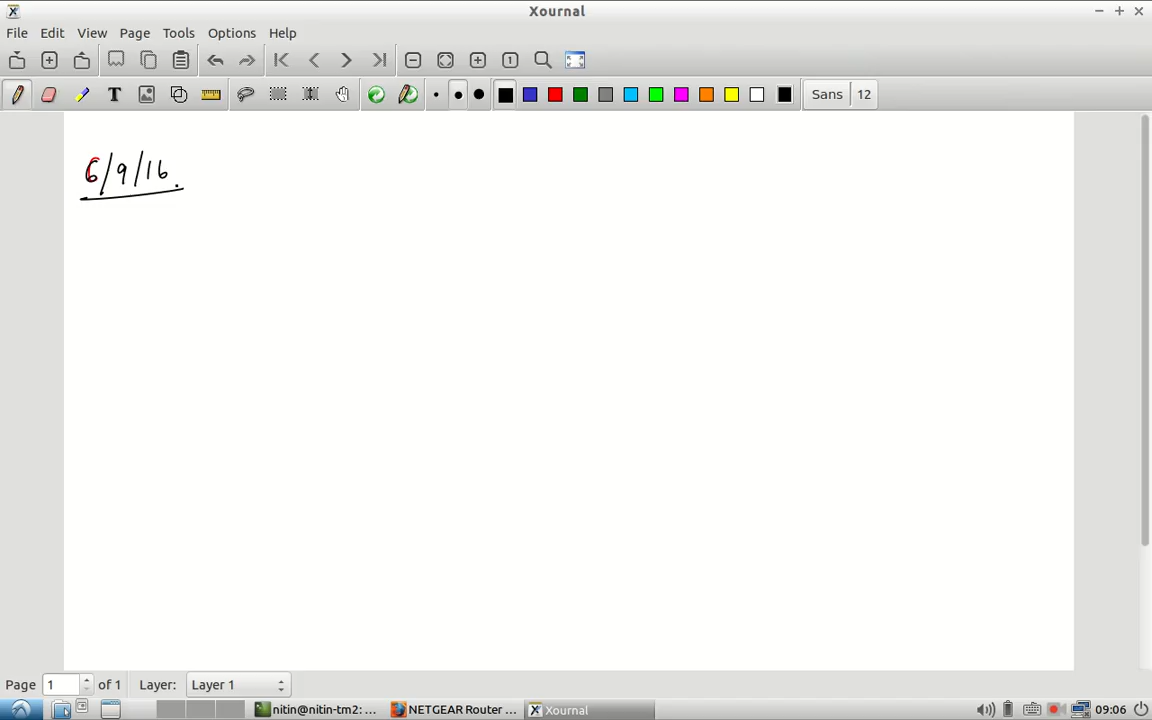 Xournal
File Edit View Page Tools Options Help
Sans 12
6/9/16
Page 1 of 1 Layer: Layer 1
nitin@nitin-tm2: ... NETGEAR Router ... Xournal 09:06